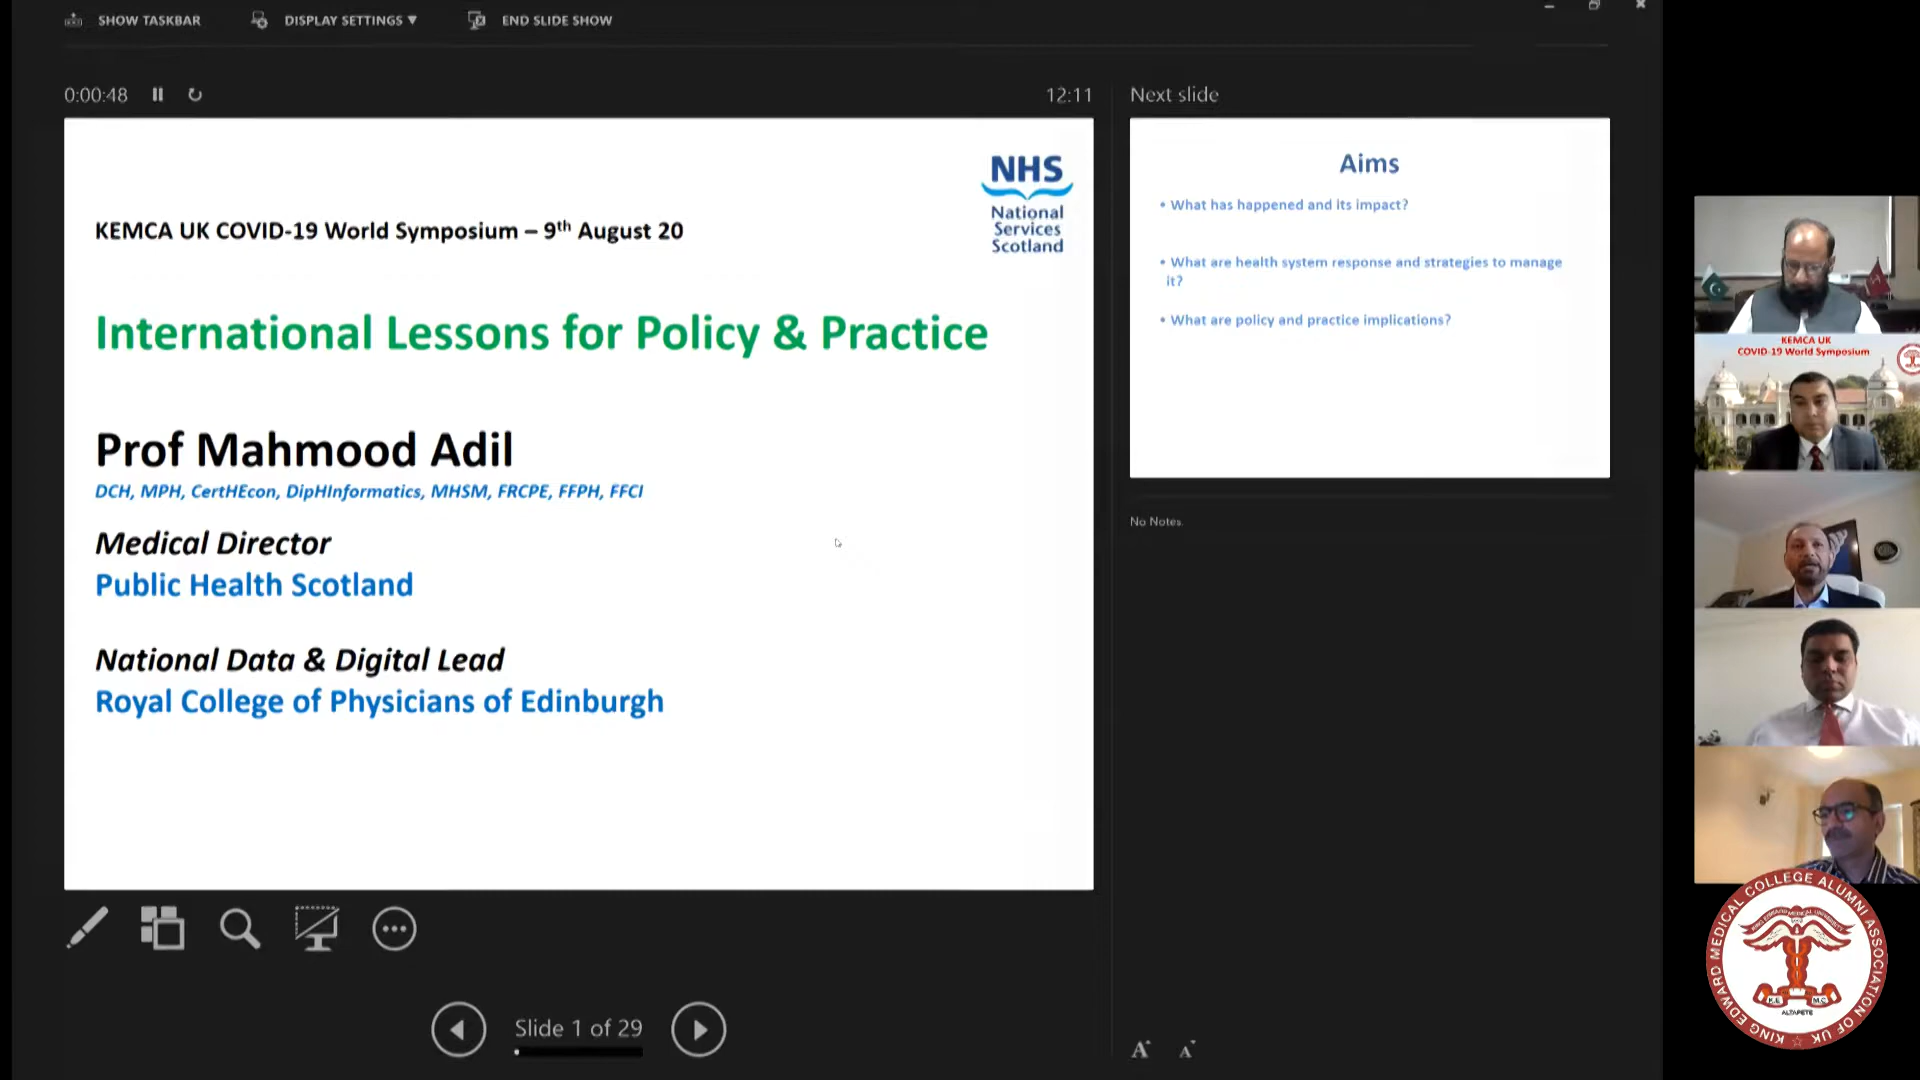 SHOW TASKBAR
DISPLAY SETTINGS ▼
END SLIDE SHOW
0:00:48
12:11
Next slide
NHS
National
Services
Scotland
KEMCA UK COVID-19 World Symposium – 9th August 20
International Lessons for Policy & Practice
Prof Mahmood Adil
DCH, MPH, CertHEcon, DipHInformatics, MHSM, FRCPE, FFPH, FFCI
Medical Director
Public Health Scotland
National Data & Digital Lead
Royal College of Physicians of Edinburgh
Aims
• What has happened and its impact?
• What are health system response and strategies to manage
it?
• What are policy and practice implications?
No Notes.
Slide 1 of 29
A
A
KEMCA UK
COVID-19 World Symposium
KING EDWARD MEDICAL COLLEGE ALUMNI ASSOCIATION OF UK
KING EDWARD MEDICAL UNIVERSITY
K.E.
M.C.
ALTAPETE